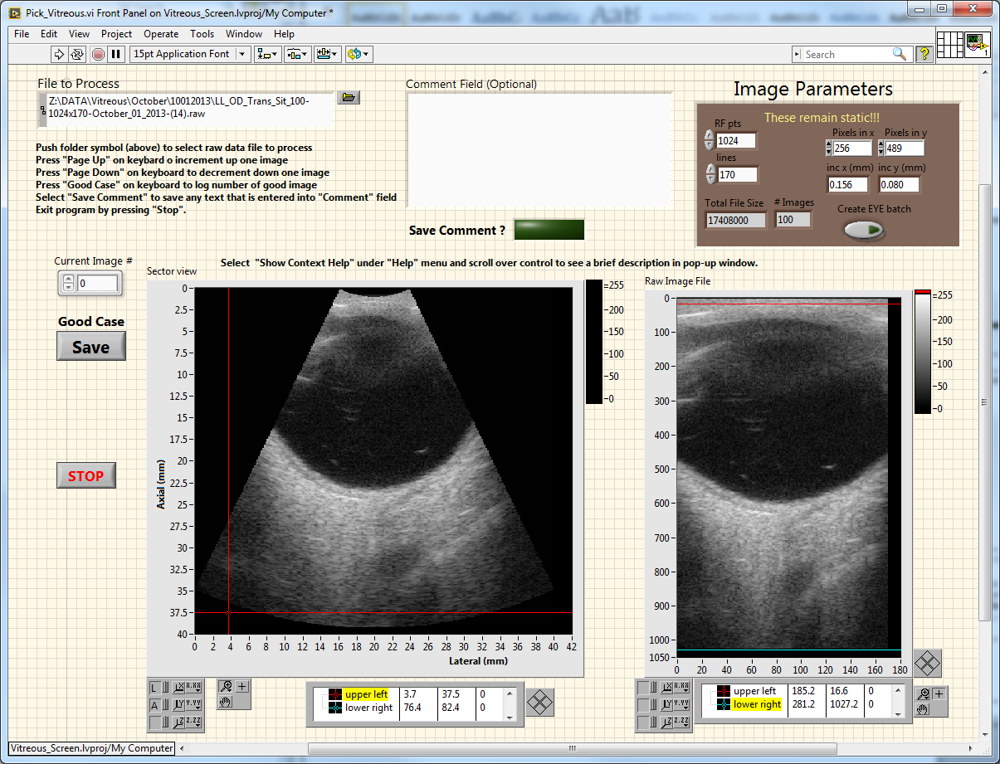 Pick_Vitreous.vi Front Panel on Vitreous_Screen.lvproj/My Computer *
File Edit View Project Operate Tools Window Help
15pt Application Font
Search
?
1
File to Process
Z:\DATA\Vitreous\October\10012013\LL_OD_Trans_Sit_100-
1024x170-October_01_2013-(14).raw
Push folder symbol (above) to select raw data file to process
Press "Page Up" on keybard o increment up one image
Press "Page Down" on keyboard to decrement down one image
Press "Good Case" on keyboard to log number of good image
Select "Save Comment" to save any text that is entered into "Comment" field
Exit program by pressing "Stop".
Comment Field (Optional)
Save Comment ?
Image Parameters
These remain static!!!
RF pts
1024
Pixels in x Pixels in y
256 489
lines
170
inc x (mm) inc y (mm)
0.156 0.080
Total File Size # Images
17408000 100
Create EYE batch
Select "Show Context Help" under "Help" menu and scroll over control to see a brief description in pop-up window.
Current Image #
0
Good Case
Save
STOP
Sector view
0
2.5
5
7.5
10
12.5
15
17.5
20
22.5
25
27.5
30
32.5
35
37.5
40
Axial (mm)
0 2 4 6 8 10 12 14 16 18 20 22 24 26 28 30 32 34 36 38 40 42
Lateral (mm)
255
200
150
100
50
0
Raw Image File
0
100
200
300
400
500
600
700
800
900
1000
1050
0 20 40 60 80 100 120 140 160 180
255
200
150
100
50
0
L X X.XX
A Y Y.YY
Z Z.ZZ
upper left 3.7 37.5 0
lower right 76.4 82.4 0
X X.XX
Y Y.YY
Z Z.ZZ
upper left 185.2 16.6 0
lower right 281.2 1027.2 0
Vitreous_Screen.lvproj/My Computer